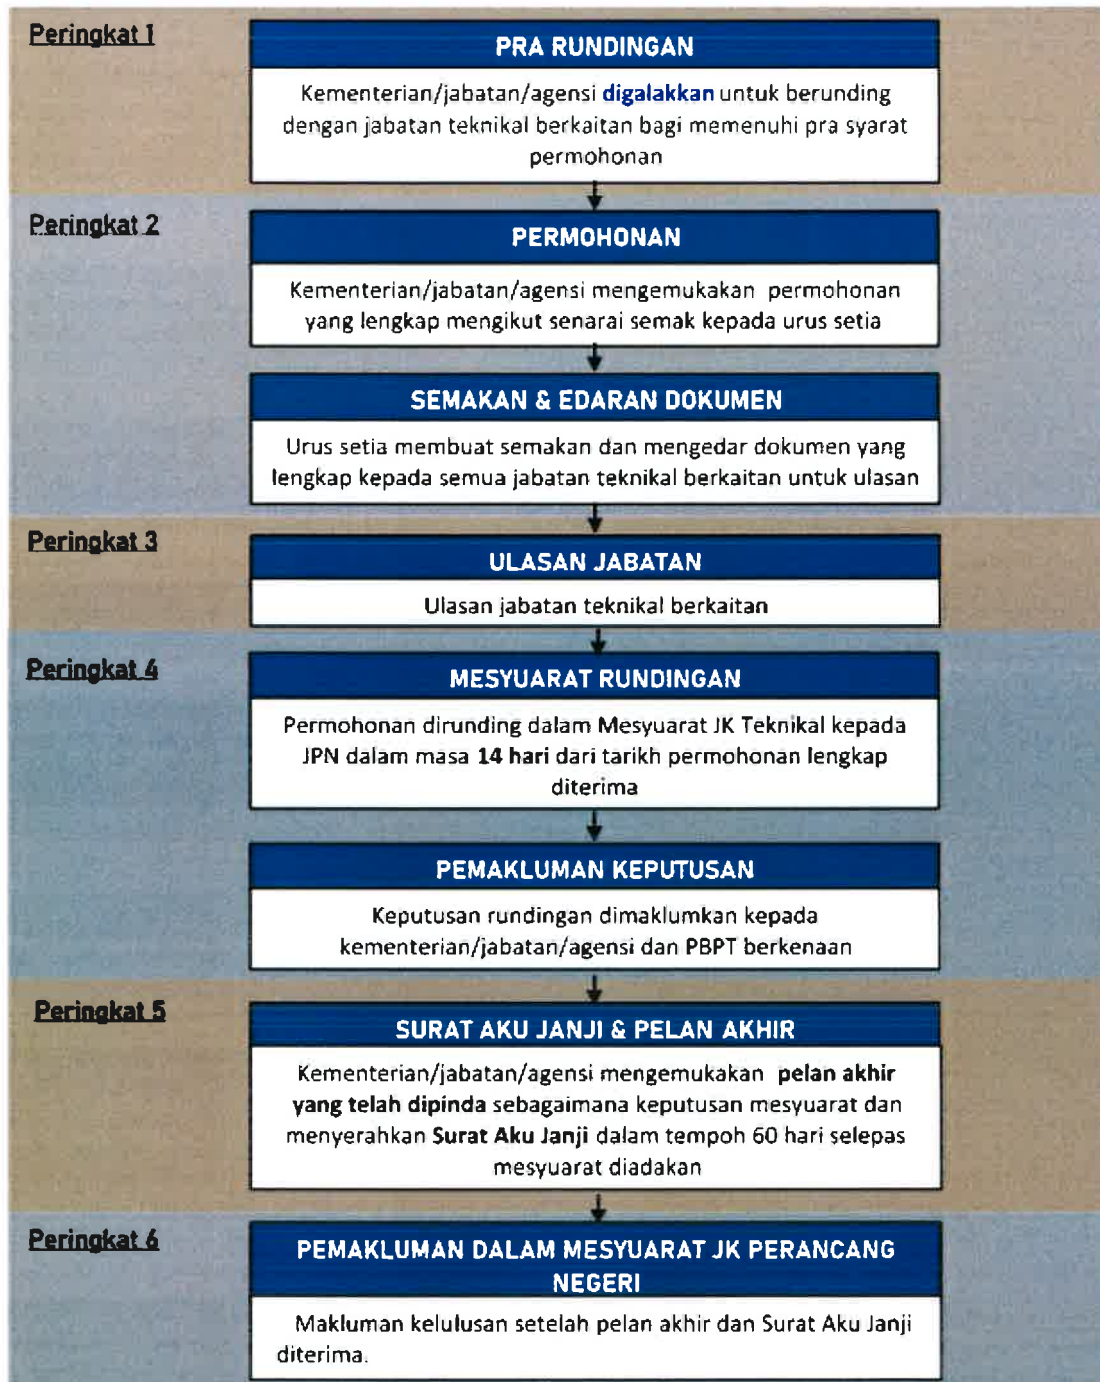 Peringkat 1
PRA RUNDINGAN
Kementerian/jabatan/agensi digalakkan untuk berunding
dengan jabatan teknikal berkaitan bagi memenuhi pra syarat
permohonan
Peringkat 2
PERMOHONAN
Kementerian/jabatan/agensi mengemukakan permohonan
yang lengkap mengikut senarai semak kepada urus setia
SEMAKAN & EDARAN DOKUMEN
Urus setia membuat semakan dan mengedar dokumen yang
lengkap kepada semua jabatan teknikal berkaitan untuk ulasan
Peringkat 3
ULASAN JABATAN
Ulasan jabatan teknikal berkaitan
Peringkat 4
MESYUARAT RUNDINGAN
Permohonan dirunding dalam Mesyuarat JK Teknikal kepada
JPN dalam masa 14 hari dari tarikh permohonan lengkap
diterima
PEMAKLUMAN KEPUTUSAN
Keputusan rundingan dimaklumkan kepada
kementerian/jabatan/agensi dan PBPT berkenaan
Peringkat 5
SURAT AKU JANJI & PELAN AKHIR
Kementerian/jabatan/agensi mengemukakan pelan akhir
yang telah dipinda sebagaimana keputusan mesyuarat dan
menyerahkan Surat Aku Janji dalam tempoh 60 hari selepas
mesyuarat diadakan
Peringkat 6
PEMAKLUMAN DALAM MESYUARAT JK PERANCANG
NEGERI
Makluman kelulusan setelah pelan akhir dan Surat Aku Janji
diterima.